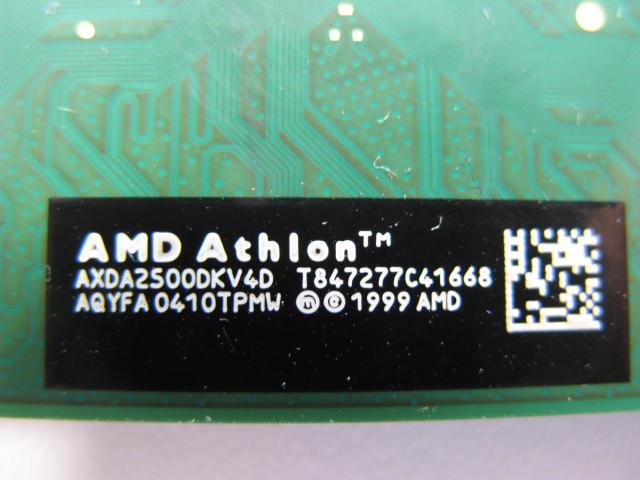 AMD Athlon™
AXDA2500DKV4D T847277C41668
AQYFA 0410TPMW ⓜ © 1999 AMD